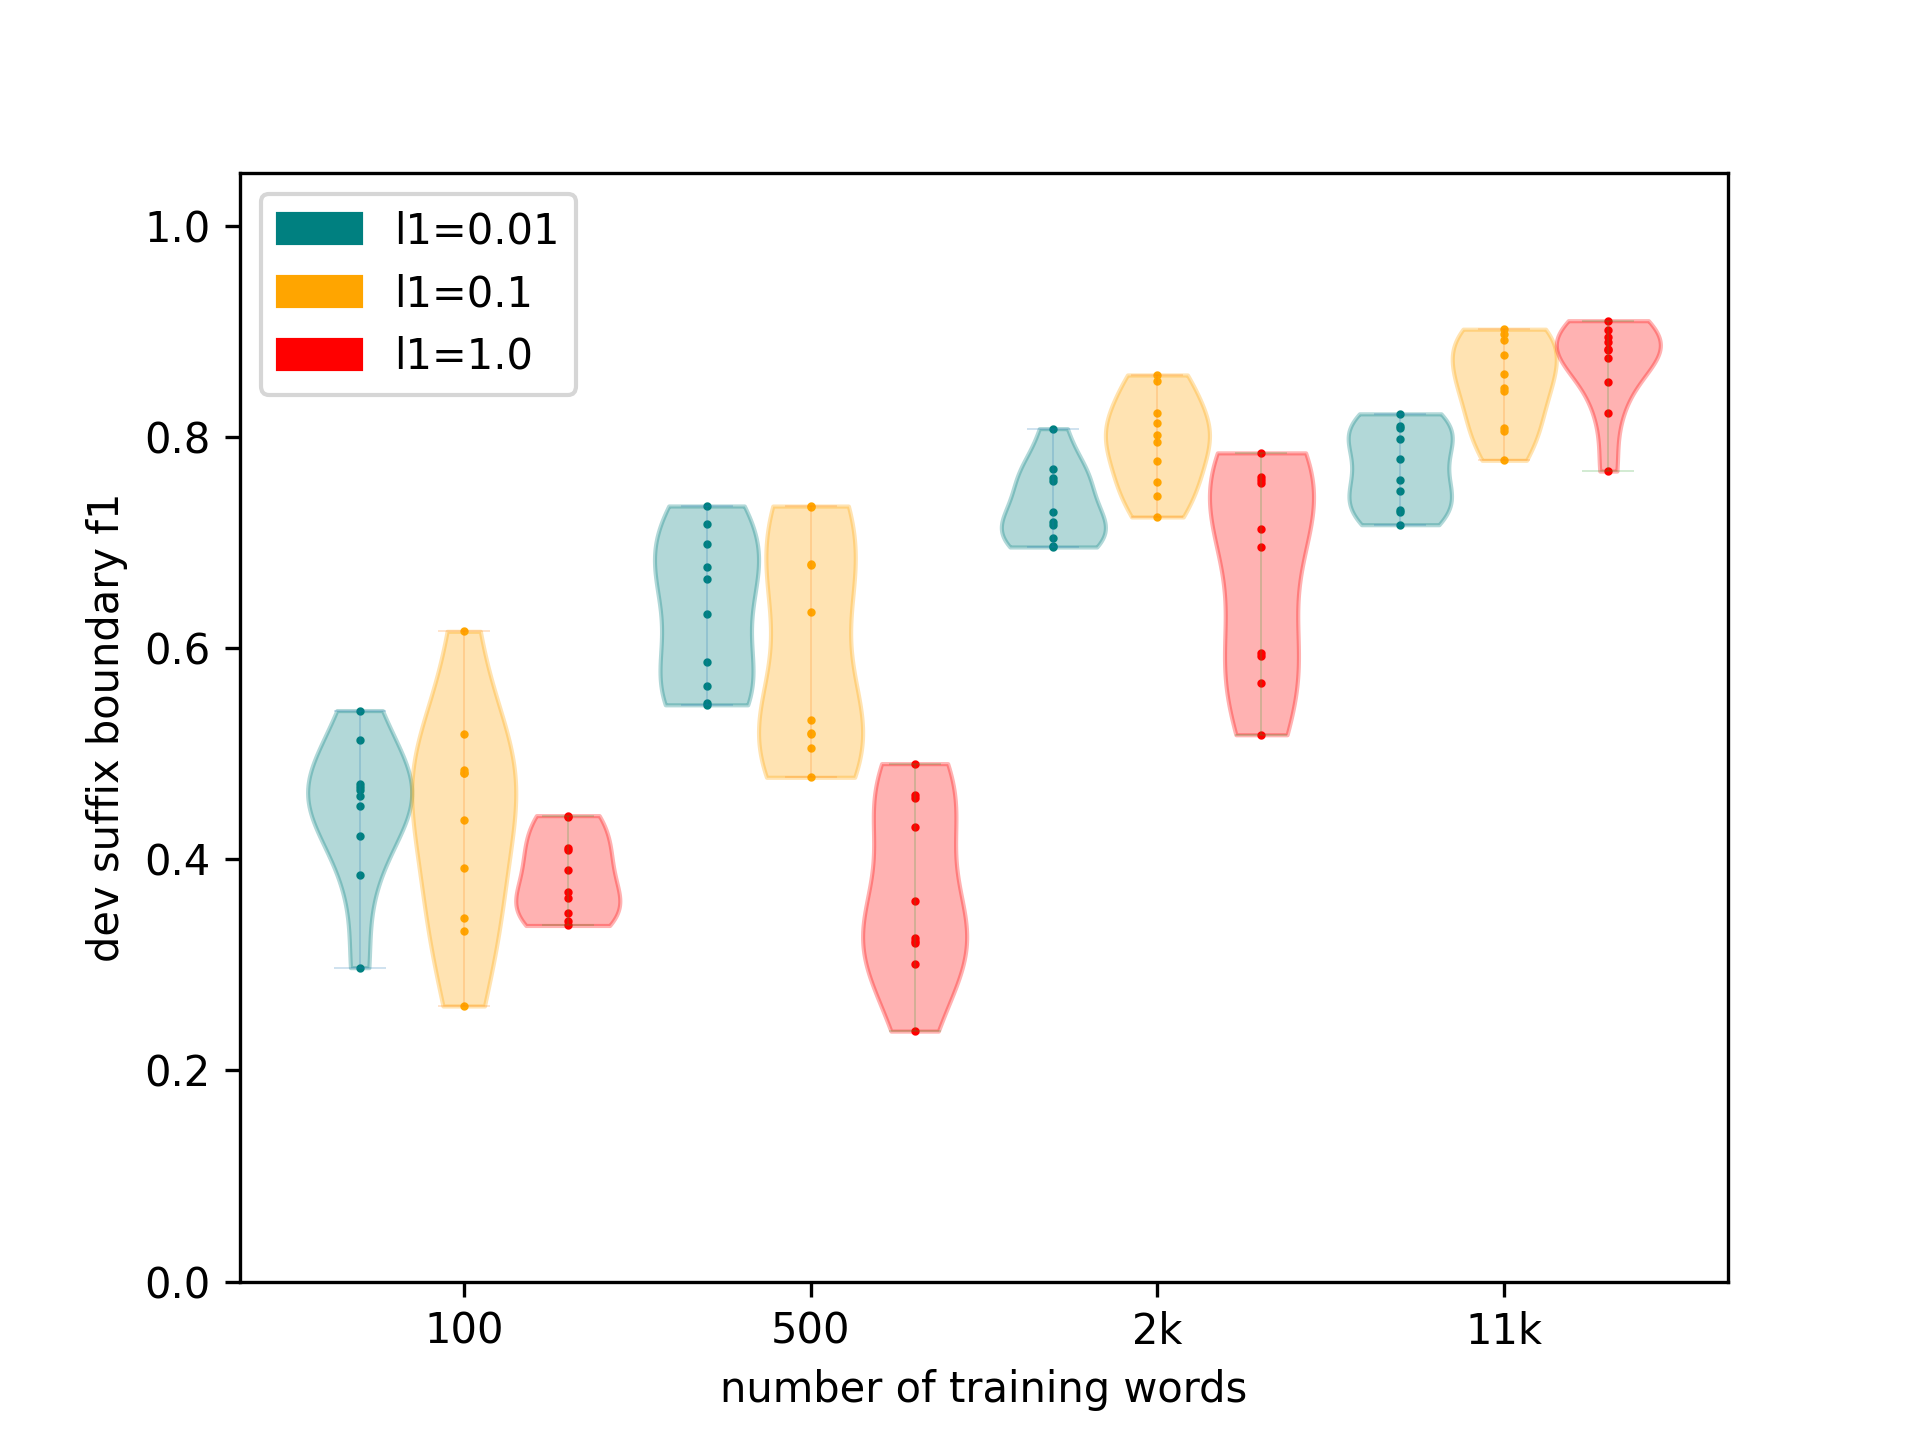 l1=0.01
l1=0.1
l1=1.0
1.0
0.8
0.6
0.4
0.2
0.0
dev suffix boundary f1
100 500 2k 11k
number of training words